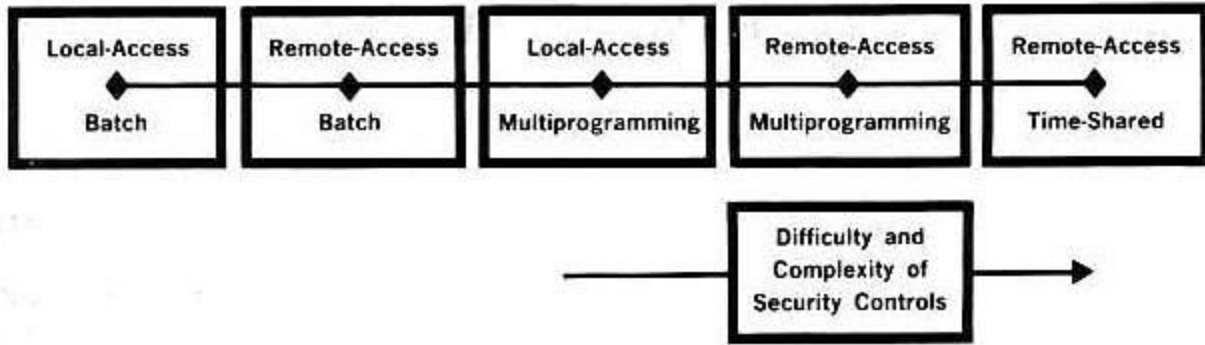 Local-Access
Batch
Remote-Access
Batch
Local-Access
Multiprogramming
Remote-Access
Multiprogramming
Remote-Access
Time-Shared
Difficulty and
Complexity of
Security Controls